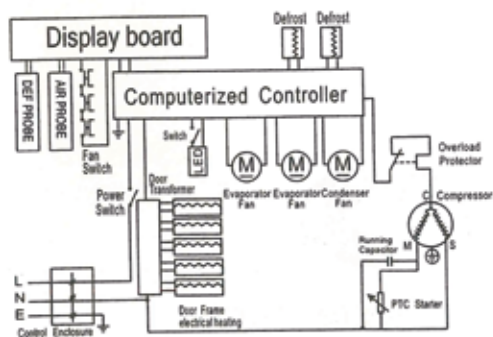 Display board
Defrost
Defrost
Computerized Controller
DEF PROBE
AIR PROBE
Fan
Switch
Switch
LED
M
M
M
Evaporator
Fan
Evaporator
Fan
Condenser
Fan
Overload
Protector
Power
Switch
Door
Transformer
C
Compressor
Running
Capacitor
M
S
PTC Starter
L
N
E
Control Enclosure
Door Frame
electrical heating